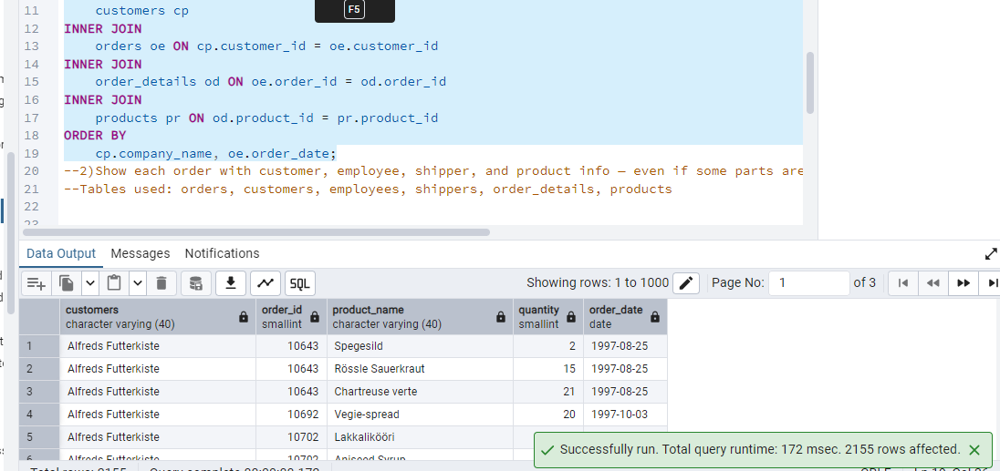 F5
11 customers cp
12 INNER JOIN
13 orders oe ON cp.customer_id = oe.customer_id
14 INNER JOIN
15 order_details od ON oe.order_id = od.order_id
16 INNER JOIN
17 products pr ON od.product_id = pr.product_id
18 ORDER BY
19 cp.company_name, oe.order_date;
20 --2)Show each order with customer, employee, shipper, and product info — even if some parts are
21 --Tables used: orders, customers, employees, shippers, order_details, products
22
23
Data Output Messages Notifications
SQL Showing rows: 1 to 1000 Page No: 1 of 3
customers order_id product_name quantity order_date
character varying (40) smallint character varying (40) smallint date
1 Alfreds Futterkiste 10643 Spegesild 2 1997-08-25
2 Alfreds Futterkiste 10643 Rössle Sauerkraut 15 1997-08-25
3 Alfreds Futterkiste 10643 Chartreuse verte 21 1997-08-25
4 Alfreds Futterkiste 10692 Vegie-spread 20 1997-10-03
5 Alfreds Futterkiste 10702 Lakkalikööri
6 Alfreds Futterkiste 10702 Aniseed Syrup
Successfully run. Total query runtime: 172 msec. 2155 rows affected.
Total rows: 2155 Query complete 00:00:00.172